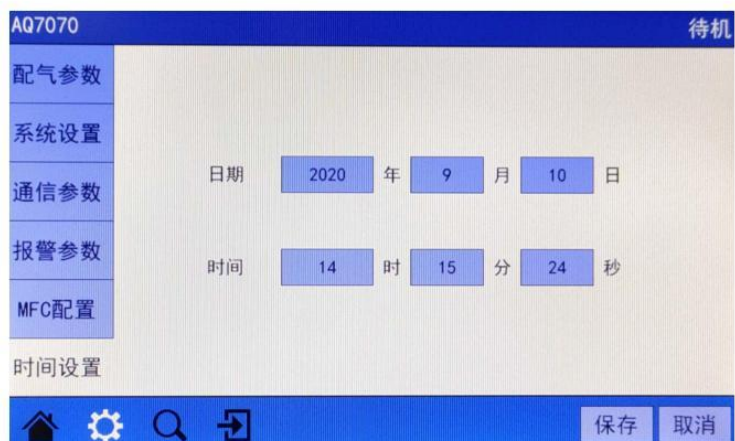 AQ7070 待机
配气参数
系统设置
通信参数
报警参数
MFC配置
时间设置
日期 2020 年 9 月 10 日
时间 14 时 15 分 24 秒
保存 取消